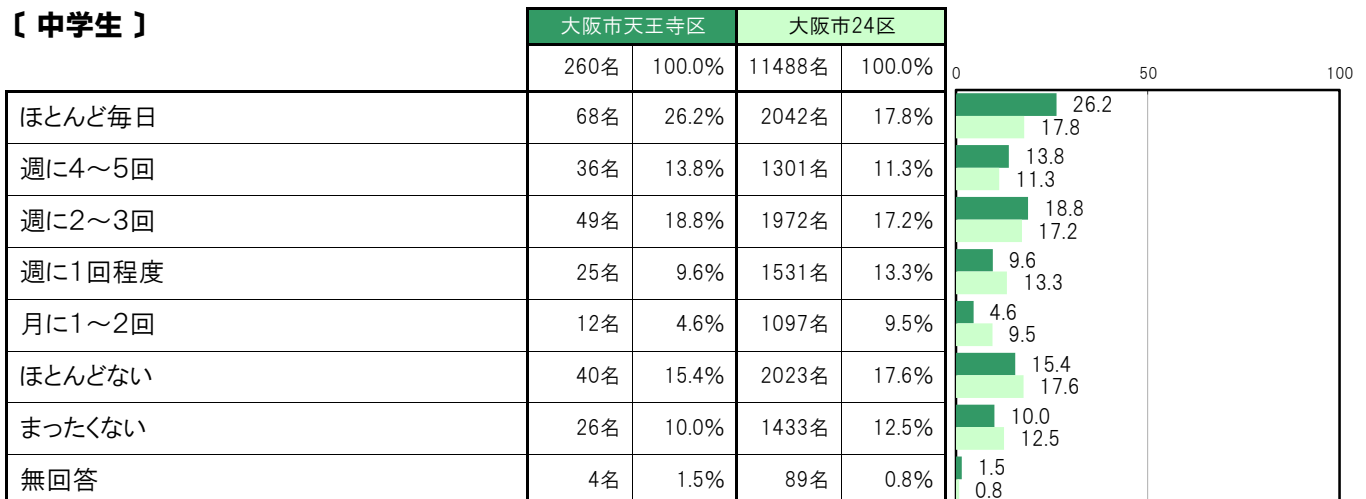 〔 中学生 〕
大阪市天王寺区 大阪市24区
260名 100.0% 11488名 100.0% 0 50 100
ほとんど毎日 68名 26.2% 2042名 17.8% 26.2
17.8
週に4～5回 36名 13.8% 1301名 11.3% 13.8
11.3
週に2～3回 49名 18.8% 1972名 17.2% 18.8
17.2
週に1回程度 25名 9.6% 1531名 13.3% 9.6
13.3
月に1～2回 12名 4.6% 1097名 9.5% 4.6
9.5
ほとんどない 40名 15.4% 2023名 17.6% 15.4
17.6
まったくない 26名 10.0% 1433名 12.5% 10.0
12.5
無回答 4名 1.5% 89名 0.8% 1.5
0.8